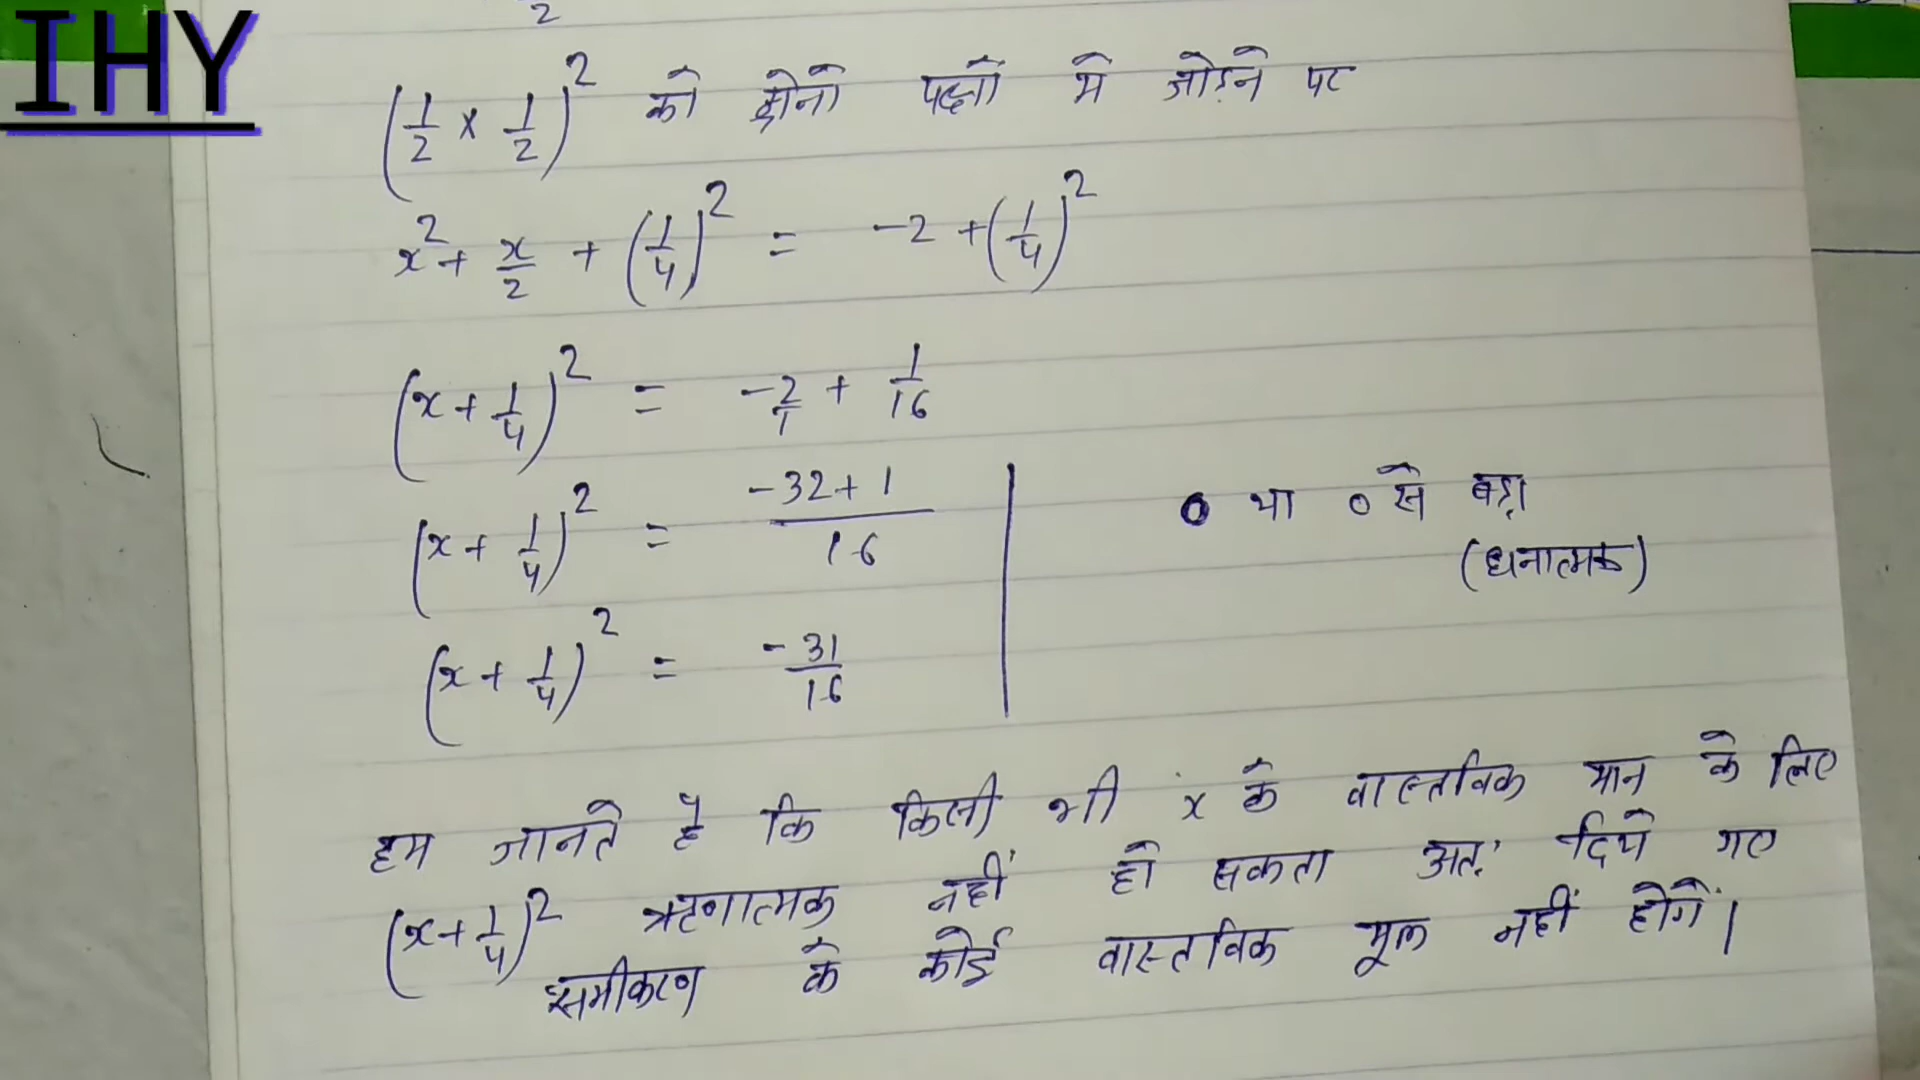 IHY
2
(1/2 × 1/2)² को दोनों पक्षों में जोड़ने पर
x² + x/2 + (1/4)² = -2 + (1/4)²
(x + 1/4)² = -2/1 + 1/16
(x + 1/4)² = (-32+1)/16
0 या 0 से बड़ा
(धनात्मक)
(x + 1/4)² = -31/16
हम जानते है कि किसी भी x के वास्तविक मान के लिए
(x + 1/4)² ऋणात्मक नहीं हो सकता अतः दिये गए
समीकरण के कोई वास्तविक मूल नहीं होगें।